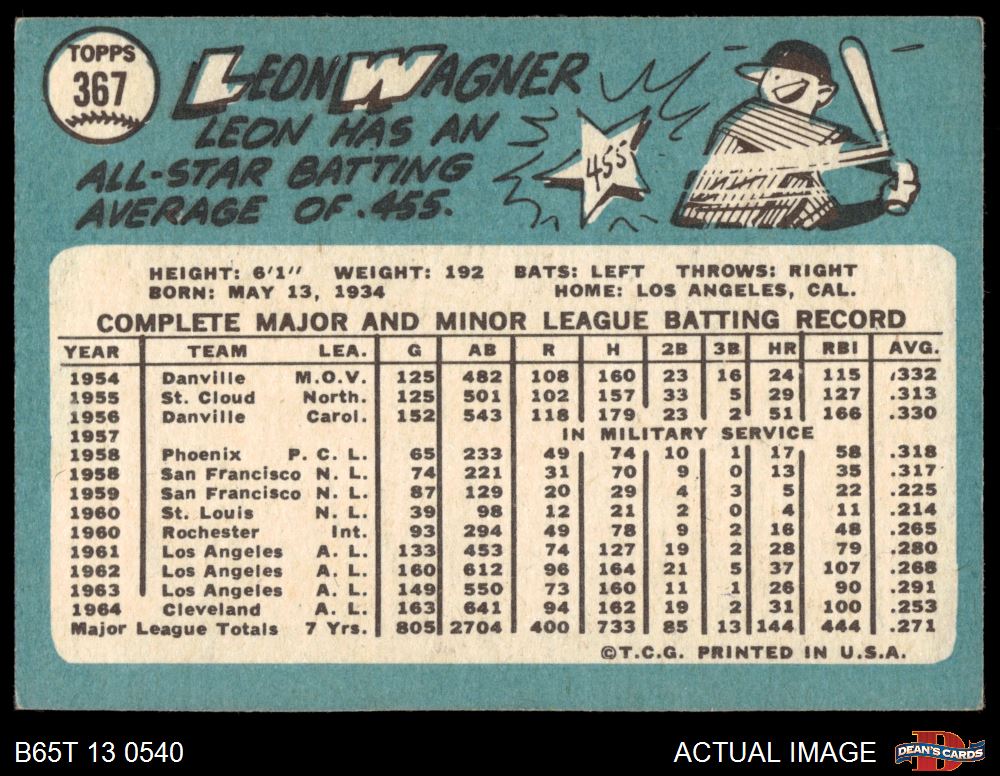 TOPPS
367
LEON WAGNER
LEON HAS AN
ALL-STAR BATTING
AVERAGE OF .455.
455
HEIGHT: 6'1" WEIGHT: 192 BATS: LEFT THROWS: RIGHT
BORN: MAY 13, 1934 HOME: LOS ANGELES, CAL.
COMPLETE MAJOR AND MINOR LEAGUE BATTING RECORD
YEAR TEAM LEA. G AB R H 2B 3B HR RBI AVG.
1954 Danville M.O.V. 125 482 108 160 23 16 24 115 .332
1955 St. Cloud North. 125 501 102 157 33 5 29 127 .313
1956 Danville Carol. 152 543 118 179 23 2 51 166 .330
1957 IN MILITARY SERVICE
1958 Phoenix P. C. L. 65 233 49 74 10 1 17 58 .318
1958 San Francisco N. L. 74 221 31 70 9 0 13 35 .317
1959 San Francisco N. L. 87 129 20 29 4 3 5 22 .225
1960 St. Louis N. L. 39 98 12 21 2 0 4 11 .214
1960 Rochester Int. 93 294 49 78 9 2 16 48 .265
1961 Los Angeles A. L. 133 453 74 127 19 2 28 79 .280
1962 Los Angeles A. L. 160 612 96 164 21 5 37 107 .268
1963 Los Angeles A. L. 149 550 73 160 11 1 26 90 .291
1964 Cleveland A. L. 163 641 94 162 19 2 31 100 .253
Major League Totals 7 Yrs. 805 2704 400 733 85 13 144 444 .271
©T.C.G. PRINTED IN U.S.A.
B65T 13 0540 ACTUAL IMAGE DEAN'S CARDS